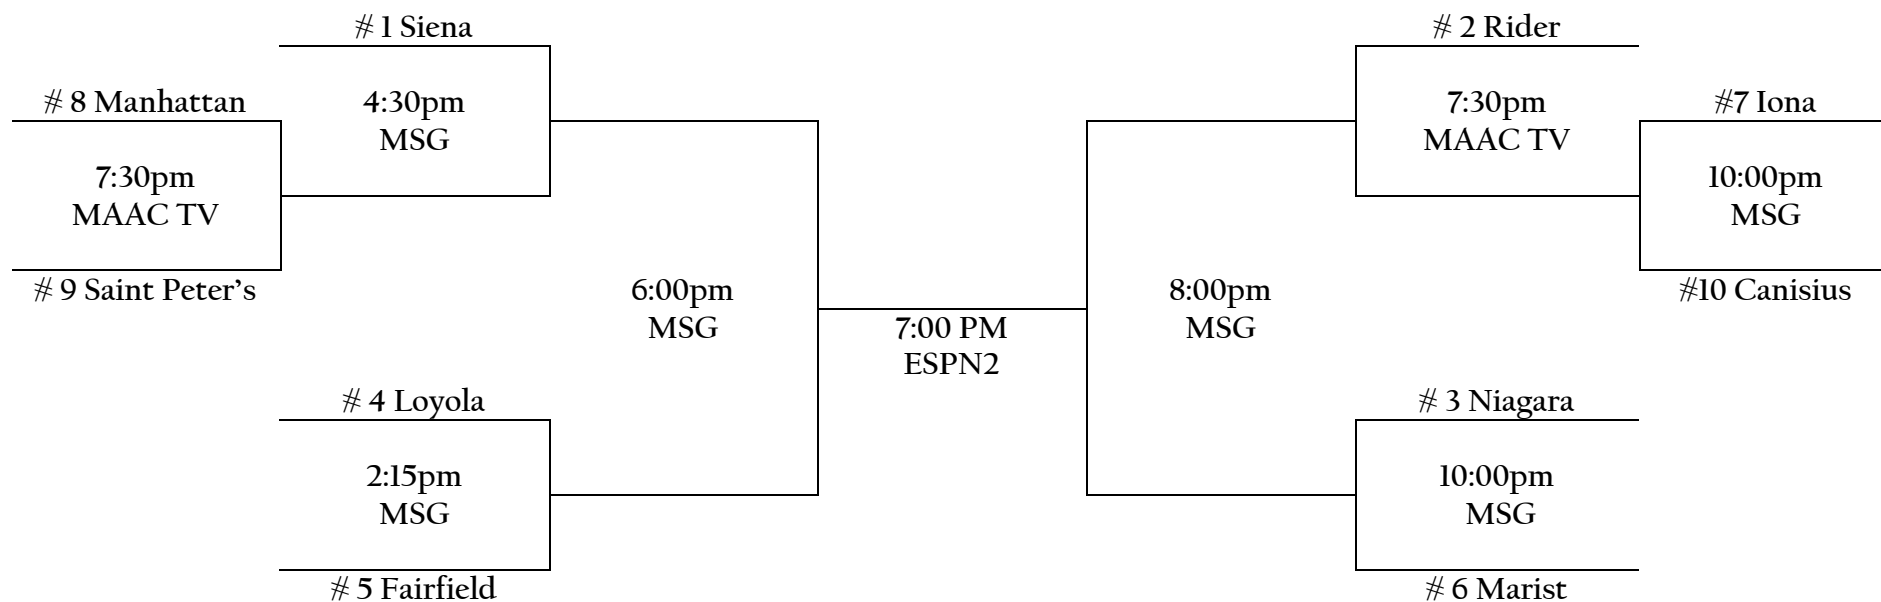 # 1 Siena
# 2 Rider
# 8 Manhattan
4:30pm
MSG
7:30pm
MAAC TV
#7 Iona
7:30pm
MAAC TV
10:00pm
MSG
# 9 Saint Peter’s
6:00pm
MSG
7:00 PM
ESPN2
8:00pm
MSG
#10 Canisius
# 4 Loyola
# 3 Niagara
2:15pm
MSG
10:00pm
MSG
# 5 Fairfield
# 6 Marist